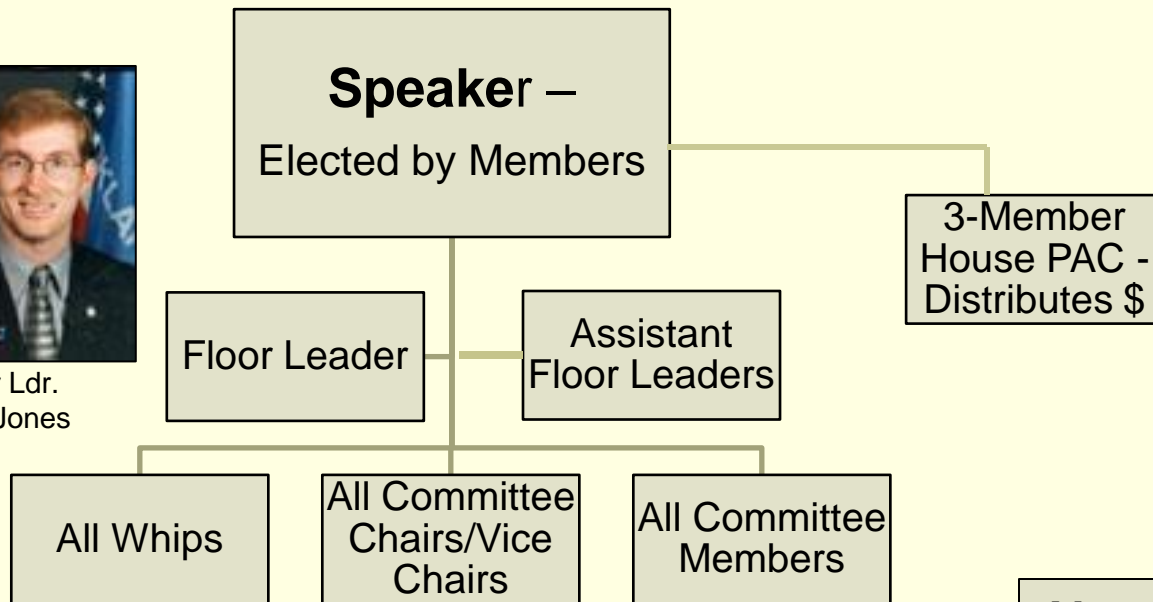 Speaker –
Elected by Members
3-Member
House PAC -
Distributes $
Floor Leader
Assistant
Floor Leaders
Ldr.
Jones
All Whips
All Committee
Chairs/Vice
Chairs
All Committee
Members